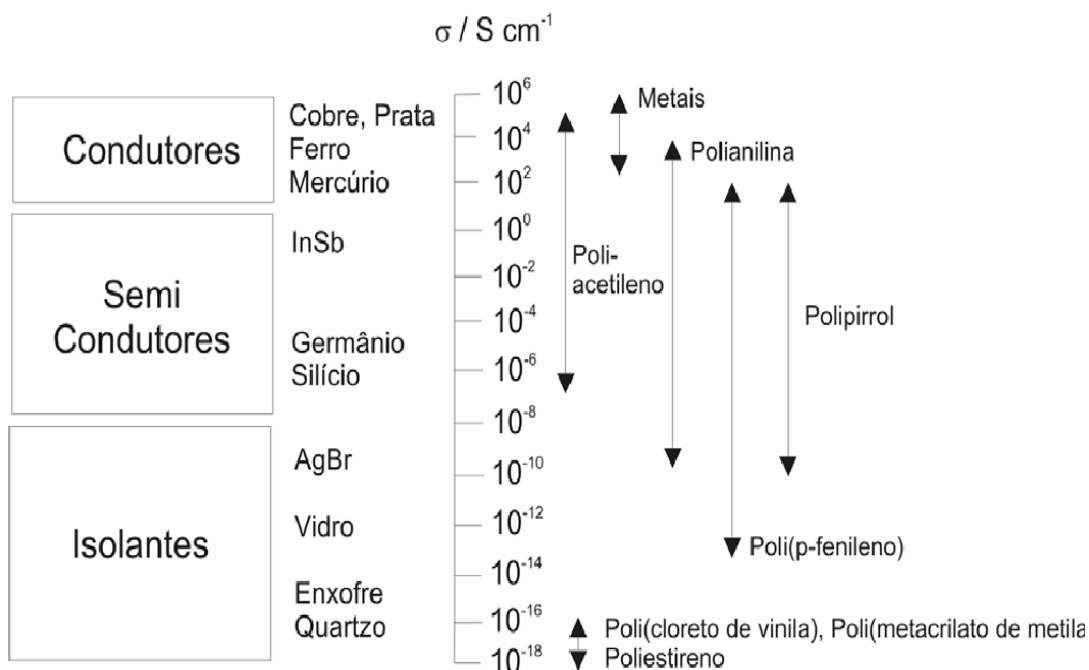 σ / S cm⁻¹
Condutores
Cobre, Prata
Ferro
Mercúrio
Semi
Condutores
InSb
Germânio
Silício
Isolantes
AgBr
Vidro
Enxofre
Quartzo
10⁶
10⁴
10²
10⁰
10⁻²
10⁻⁴
10⁻⁶
10⁻⁸
10⁻¹⁰
10⁻¹²
10⁻¹⁴
10⁻¹⁶
10⁻¹⁸
Metais
Polianilina
Poli-
acetileno
Polipirrol
Poli(p-fenileno)
Poli(cloreto de vinila), Poli(metacrilato de metila
Poliestireno